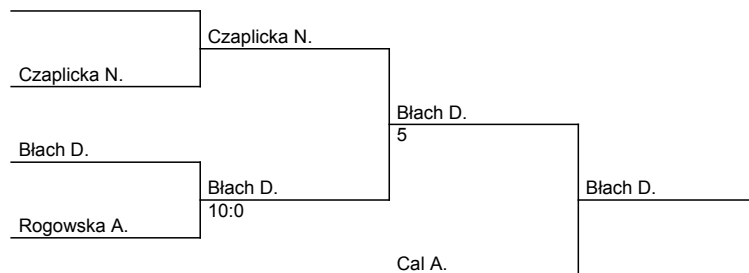 Czaplicka N.
Czaplicka N.
Błach D.
5
Błach D.
Błach D.
10:0
Błach D.
Rogowska A.
Cal A.